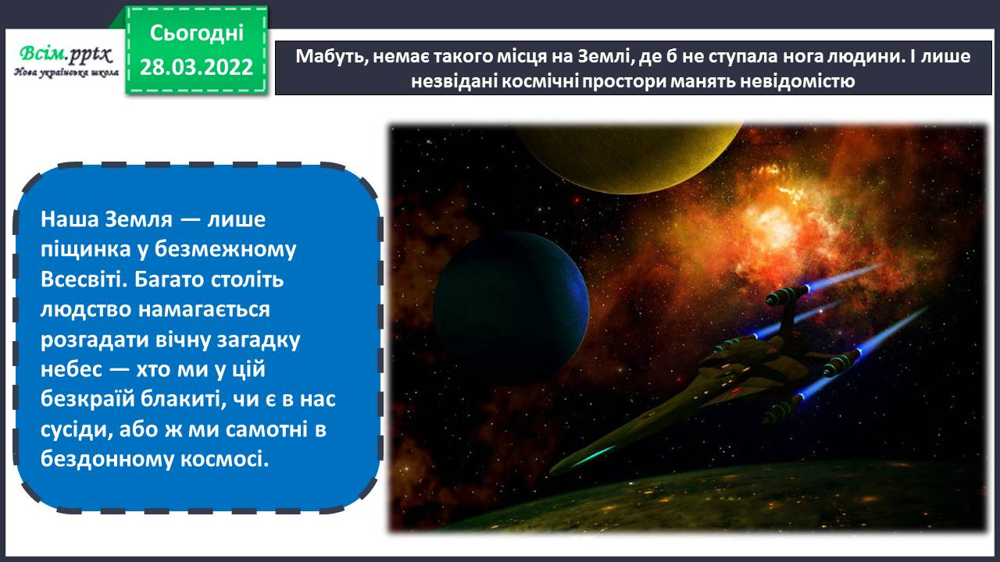 Всім.pptx
Нова українська школа
Сьогодні
28.03.2022
Мабуть, немає такого місця на Землі, де б не ступала нога людини. І лише
незвідані космічні простори манять невідомістю
Наша Земля — лише
піщинка у безмежному
Всесвіті. Багато століть
людство намагається
розгадати вічну загадку
небес — хто ми у цій
безкраїй блакиті, чи є в нас
сусіди, або ж ми самотні в
бездонному космосі.